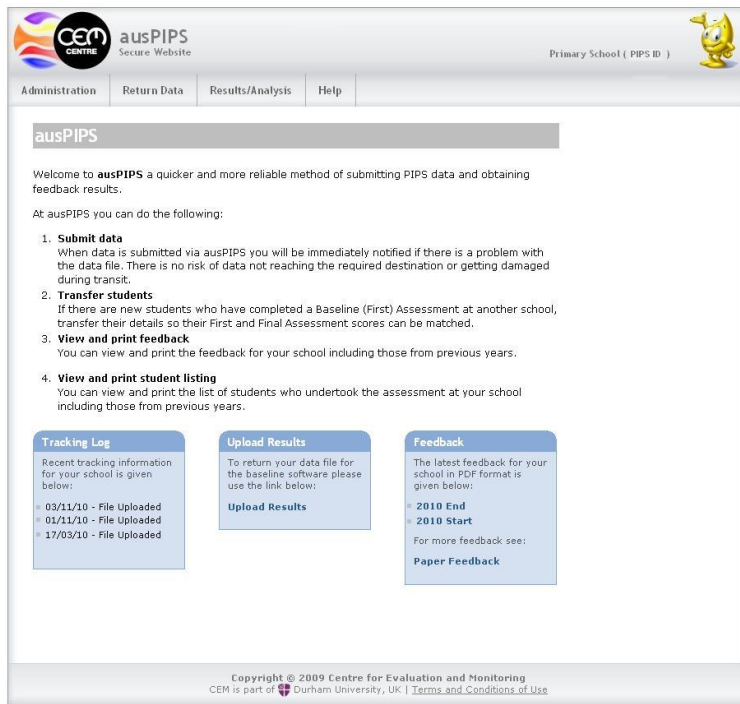 CEM
CENTRE
ausPIPS
Secure Website
Primary School ( PIPS ID )
Administration Return Data Results/Analysis Help
ausPIPS
Welcome to ausPIPS a quicker and more reliable method of submitting PIPS data and obtaining
feedback results.
At ausPIPS you can do the following:
1. Submit data
When data is submitted via ausPIPS you will be immediately notified if there is a problem with
the data file. There is no risk of data not reaching the required destination or getting damaged
during transit.
2. Transfer students
If there are new students who have completed a Baseline (First) Assessment at another school,
transfer their details so their First and Final Assessment scores can be matched.
3. View and print feedback
You can view and print the feedback for your school including those from previous years.
4. View and print student listing
You can view and print the list of students who undertook the assessment at your school
including those from previous years.
Tracking Log
Recent tracking information
for your school is given
below:
03/11/10 - File Uploaded
01/11/10 - File Uploaded
17/03/10 - File Uploaded
Upload Results
To return your data file for
the baseline software please
use the link below:
Upload Results
Feedback
The latest feedback for your
school in PDF format is
given below:
2010 End
2010 Start
For more feedback see:
Paper Feedback
Copyright © 2009 Centre for Evaluation and Monitoring
CEM is part of Durham University, UK | Terms and Conditions of Use